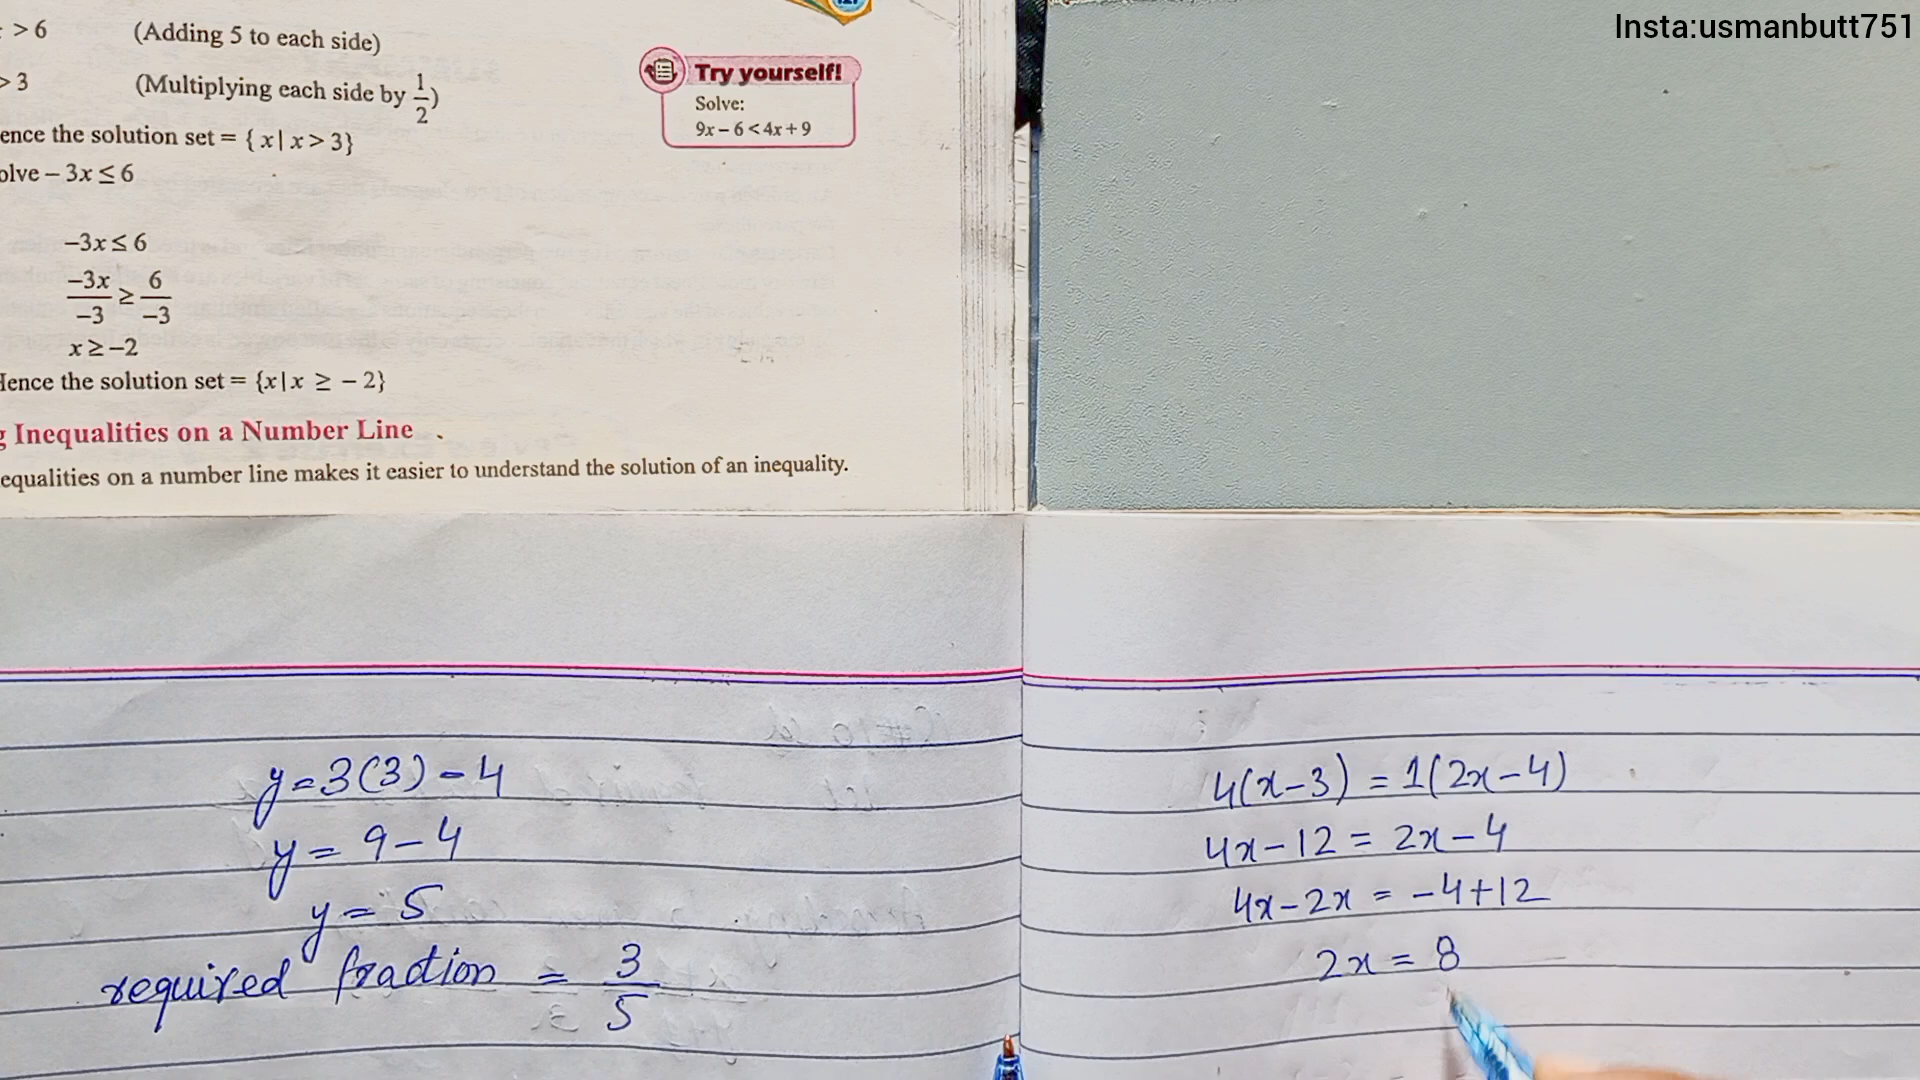 Insta:usmanbutt751
> 6 (Adding 5 to each side)
> 3 (Multiplying each side by 1/2)
ence the solution set = { x | x > 3}
olve – 3x ≤ 6
–3x ≤ 6
–3x/–3 ≥ 6/–3
x ≥ –2
Hence the solution set = {x | x ≥ – 2}
g Inequalities on a Number Line
equalities on a number line makes it easier to understand the solution of an inequality.
Try yourself!
Solve:
9x – 6 < 4x + 9
y = 3(3) - 4
y = 9 - 4
y = 5
required fraction = 3/5
4(x-3) = 1(2x-4)
4x-12 = 2x-4
4x-2x = -4+12
2x = 8